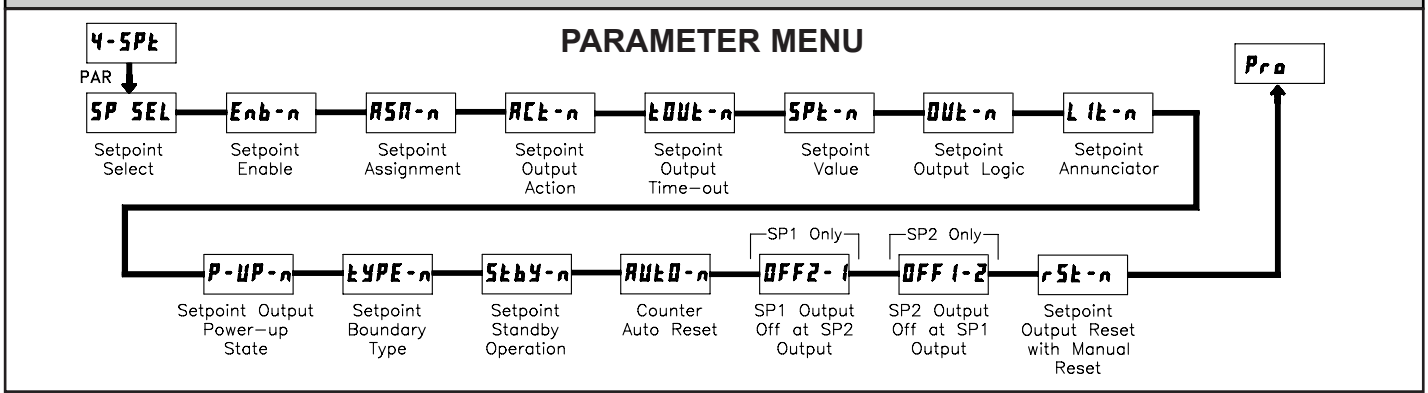 PARAMETER MENU
4-SPt
Pro
PAR
SP SEL
Enb-n
ASN-n
ACt-n
tOUt-n
SPt-n
OUt-n
LIt-n
Setpoint
Select
Setpoint
Enable
Setpoint
Assignment
Setpoint
Output
Action
Setpoint
Output
Time-out
Setpoint
Value
Setpoint
Output Logic
Setpoint
Annunciator
SP1 Only
SP2 Only
P-UP-n
tYPE-n
Stby-n
AUtO-n
OFF2-1
OFF1-2
rSt-n
Setpoint Output
Power-up
State
Setpoint
Boundary
Type
Setpoint
Standby
Operation
Counter
Auto Reset
SP1 Output
Off at SP2
Output
SP2 Output
Off at SP1
Output
Setpoint
Output Reset
with Manual
Reset